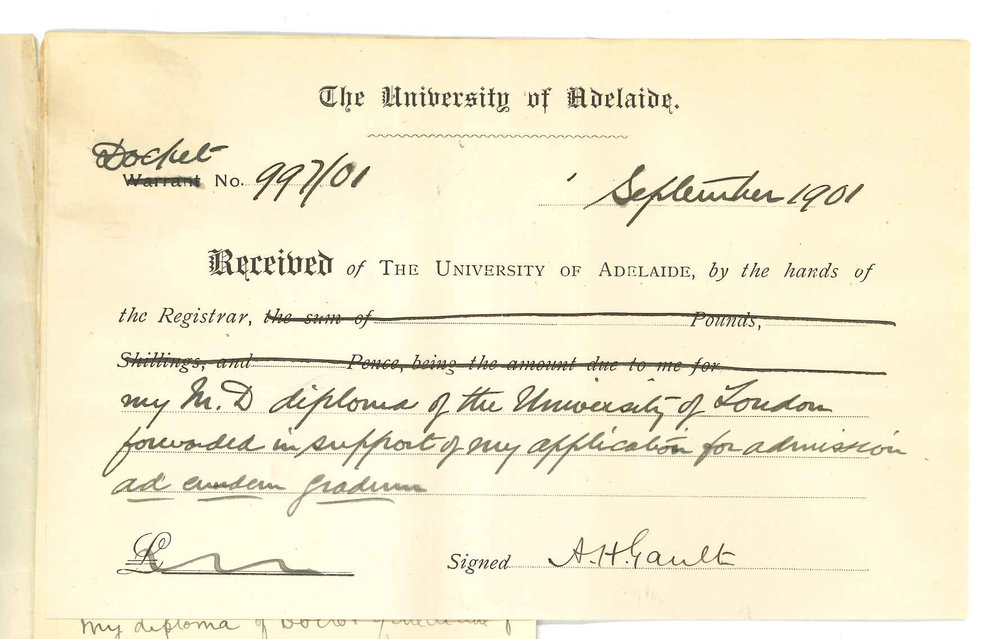 The University of Adelaide.
Docket
Warrant No. 997/01
September 1901
Received of THE UNIVERSITY OF ADELAIDE, by the hands of
the Registrar, the sum of Pounds,
Shillings, and Pence, being the amount due to me for
my M.D diploma of the University of London
forwarded in support of my application for admission
ad eundem gradum
£
Signed A.H.Gault
My diploma of Doctor of Medicine of